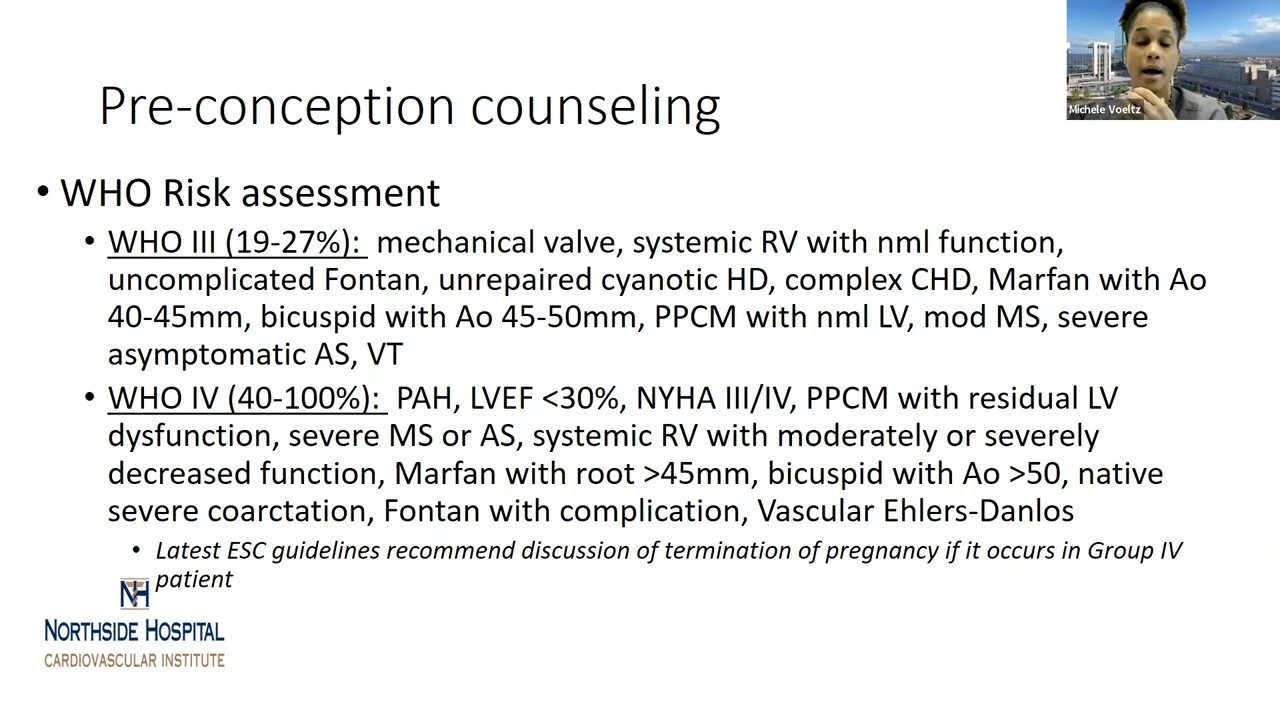 Michele Voeltz
Pre-conception counseling
• WHO Risk assessment
• WHO III (19-27%): mechanical valve, systemic RV with nml function,
uncomplicated Fontan, unrepaired cyanotic HD, complex CHD, Marfan with Ao
40-45mm, bicuspid with Ao 45-50mm, PPCM with nml LV, mod MS, severe
asymptomatic AS, VT
• WHO IV (40-100%): PAH, LVEF <30%, NYHA III/IV, PPCM with residual LV
dysfunction, severe MS or AS, systemic RV with moderately or severely
decreased function, Marfan with root >45mm, bicuspid with Ao >50, native
severe coarctation, Fontan with complication, Vascular Ehlers-Danlos
• Latest ESC guidelines recommend discussion of termination of pregnancy if it occurs in Group IV
patient
NH
NORTHSIDE HOSPITAL
CARDIOVASCULAR INSTITUTE